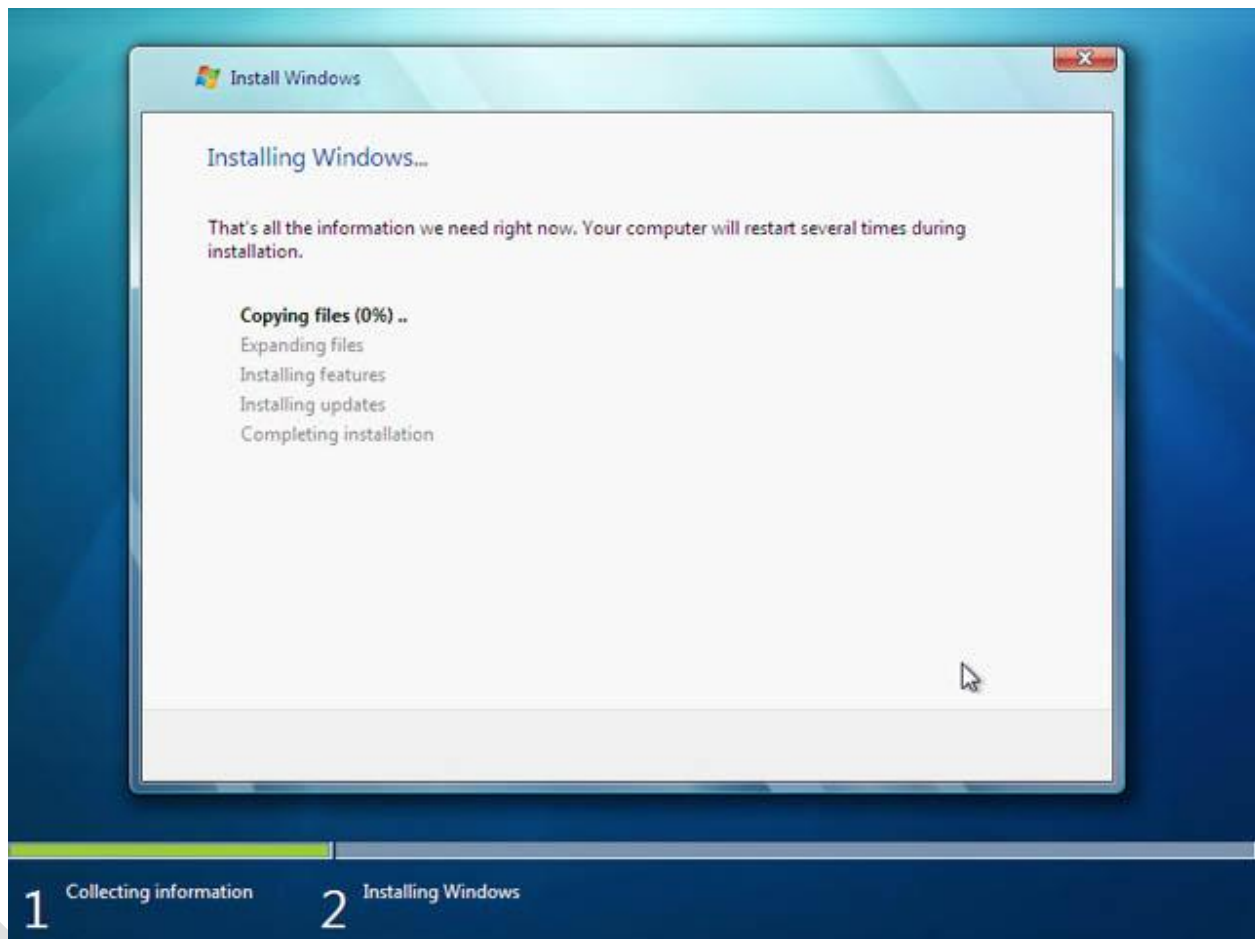 Install Windows
Installing Windows...
That's all the information we need right now. Your computer will restart several times during
installation.
Copying files (0%) ..
Expanding files
Installing features
Installing updates
Completing installation
1 Collecting information 2 Installing Windows